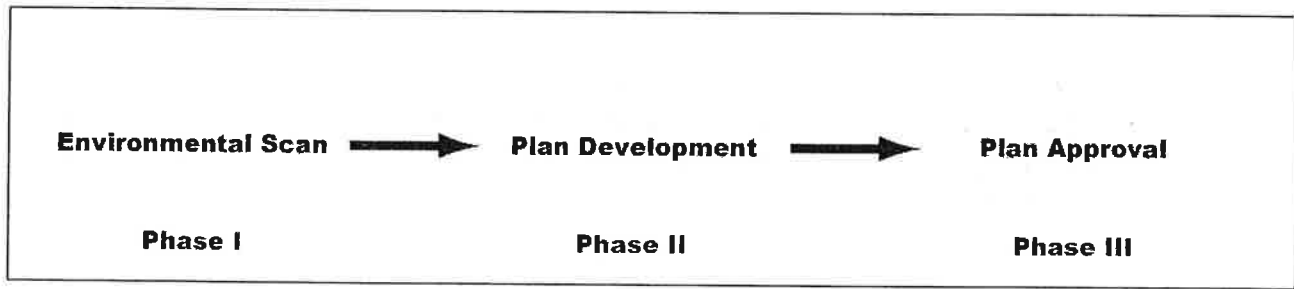 Environmental Scan Plan Development Plan Approval
Phase I Phase II Phase III